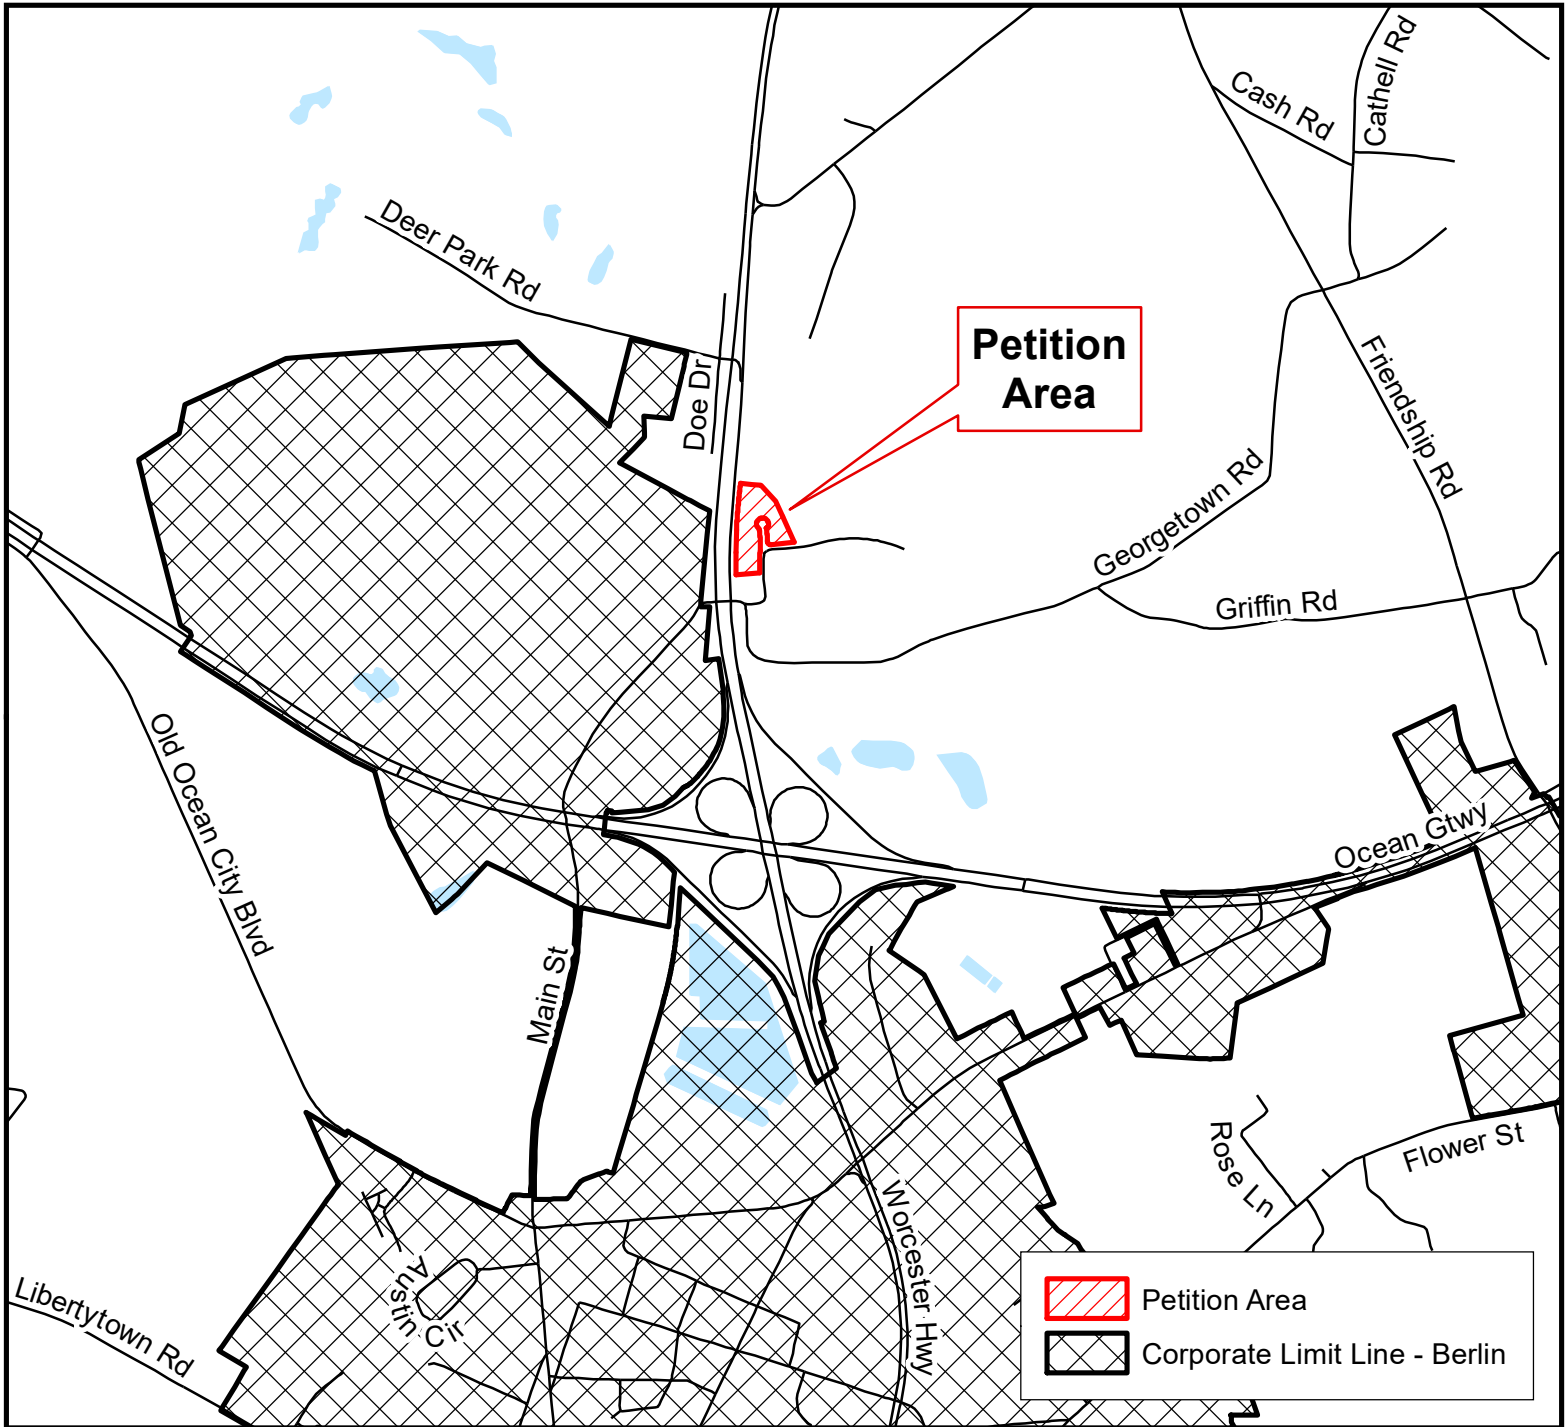 Cash Rd
Cathell Rd
Deer Park Rd
Petition
Area
Doe Dr
Friendship Rd
Georgetown Rd
Griffin Rd
Old Ocean City Blvd
Ocean Gtwy
Main St
Rose Ln
Flower St
Worcester Hwy
Austin Cir
Libertytown Rd
Petition Area
Corporate Limit Line - Berlin